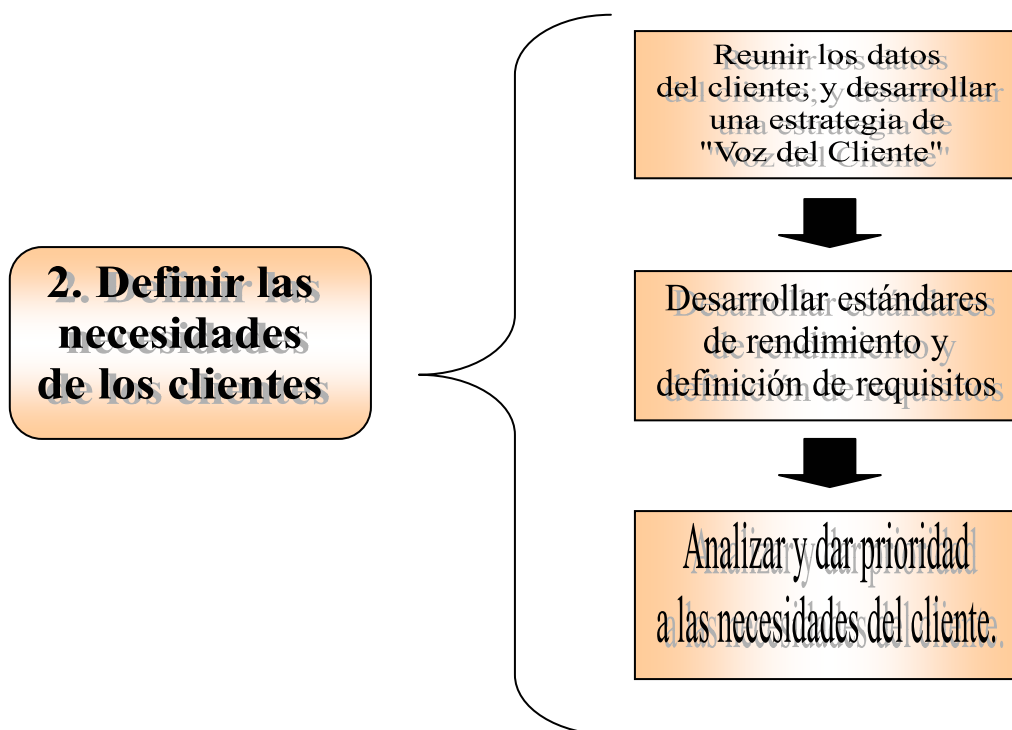 2. Definir las
necesidades
de los clientes
Reunir los datos
del cliente; y desarrollar
una estrategia de
"Voz del Cliente"
Desarrollar estándares
de rendimiento y
definición de requisitos
Analizar y dar prioridad
a las necesidades del cliente.